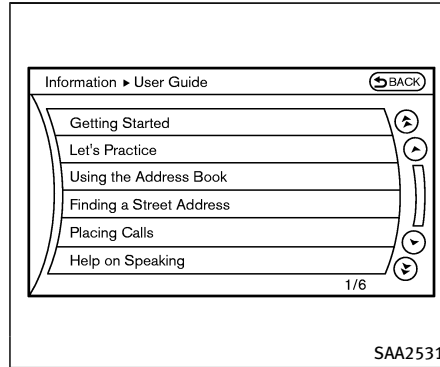 Information ▶ User Guide
BACK
Getting Started
Let's Practice
Using the Address Book
Finding a Street Address
Placing Calls
Help on Speaking
1/6
SAA2531